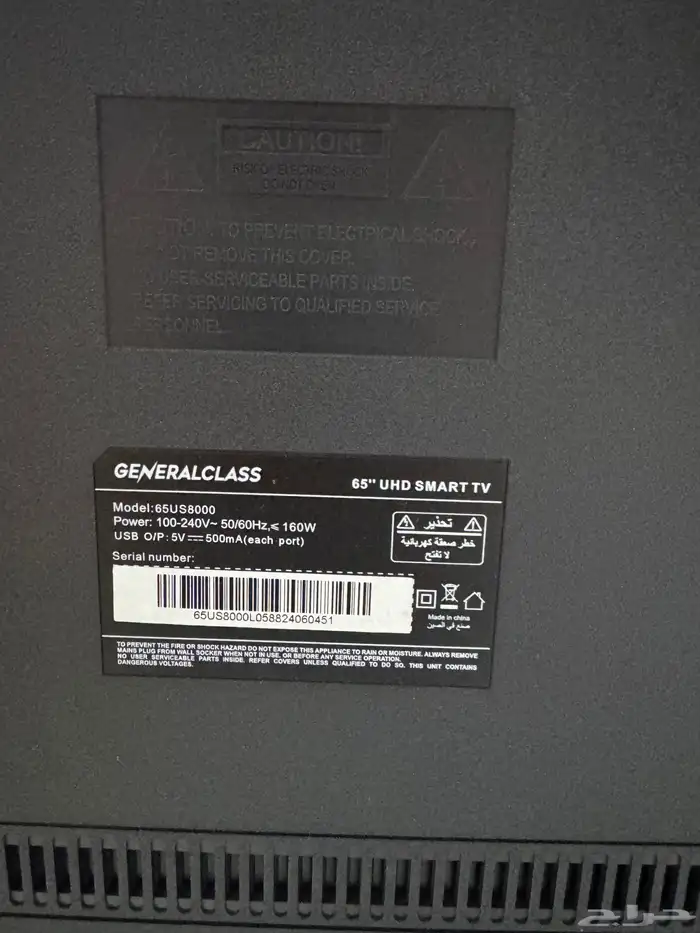 CAUTION!
RISK OF ELECTRIC SHOCK
DO NOT OPEN
CAUTION: TO PREVENT ELECTRICAL SHOCK,
DO NOT REMOVE THIS COVER.
NO USER-SERVICEABLE PARTS INSIDE.
REFER SERVICING TO QUALIFIED SERVICE
PERSONNEL.
GENERALCLASS
65" UHD SMART TV
Model:65US8000
Power: 100-240V~ 50/60Hz,≤ 160W
USB O/P: 5V⎓500mA(each port)
Serial number:
65US8000L058824060451
تحذير
خطر صعقة كهربائية
لا تفتح
Made in china
صنع في الصين
TO PREVENT THE FIRE OR SHOCK HAZARD DO NOT EXPOSE THIS APPLIANCE TO RAIN OR MOISTURE. ALWAYS REMOVE
MAINS PLUG FROM WALL SOCKER WHEN NOT IN USE. OR BEFORE ANY SERVICE OPERATION.
NO USER SERVICEABLE PARTS INSIDE. REFER COVERS UNLESS QUALIFIED TO DO SO. THIS UNIT CONTAINS
DANGEROUS VOLTAGES.
حراج